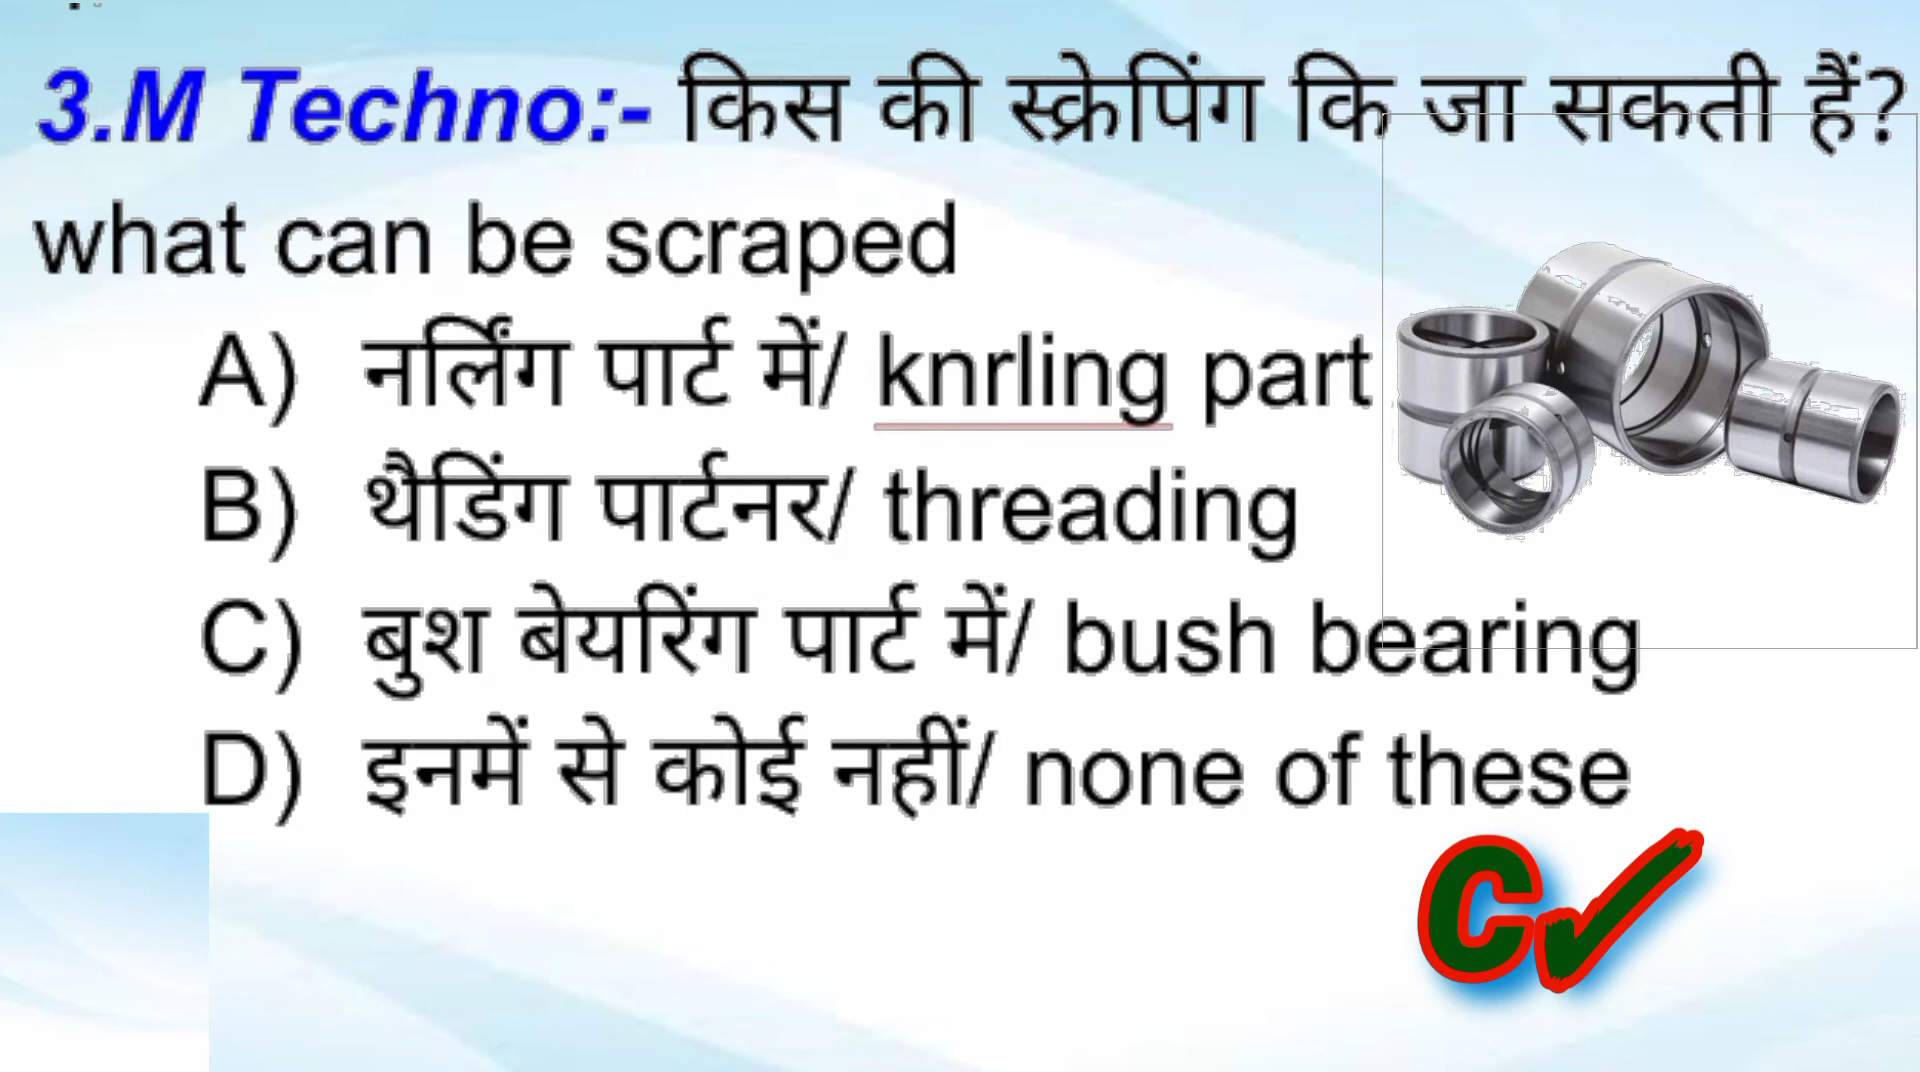 3.M Techno:- किस की स्क्रेपिंग कि जा सकती हैं?
what can be scraped
A) नर्लिंग पार्ट में/ knrling part
B) थैडिंग पार्टनर/ threading
C) बुश बेयरिंग पार्ट में/ bush bearing
D) इनमें से कोई नहीं/ none of these
C✓